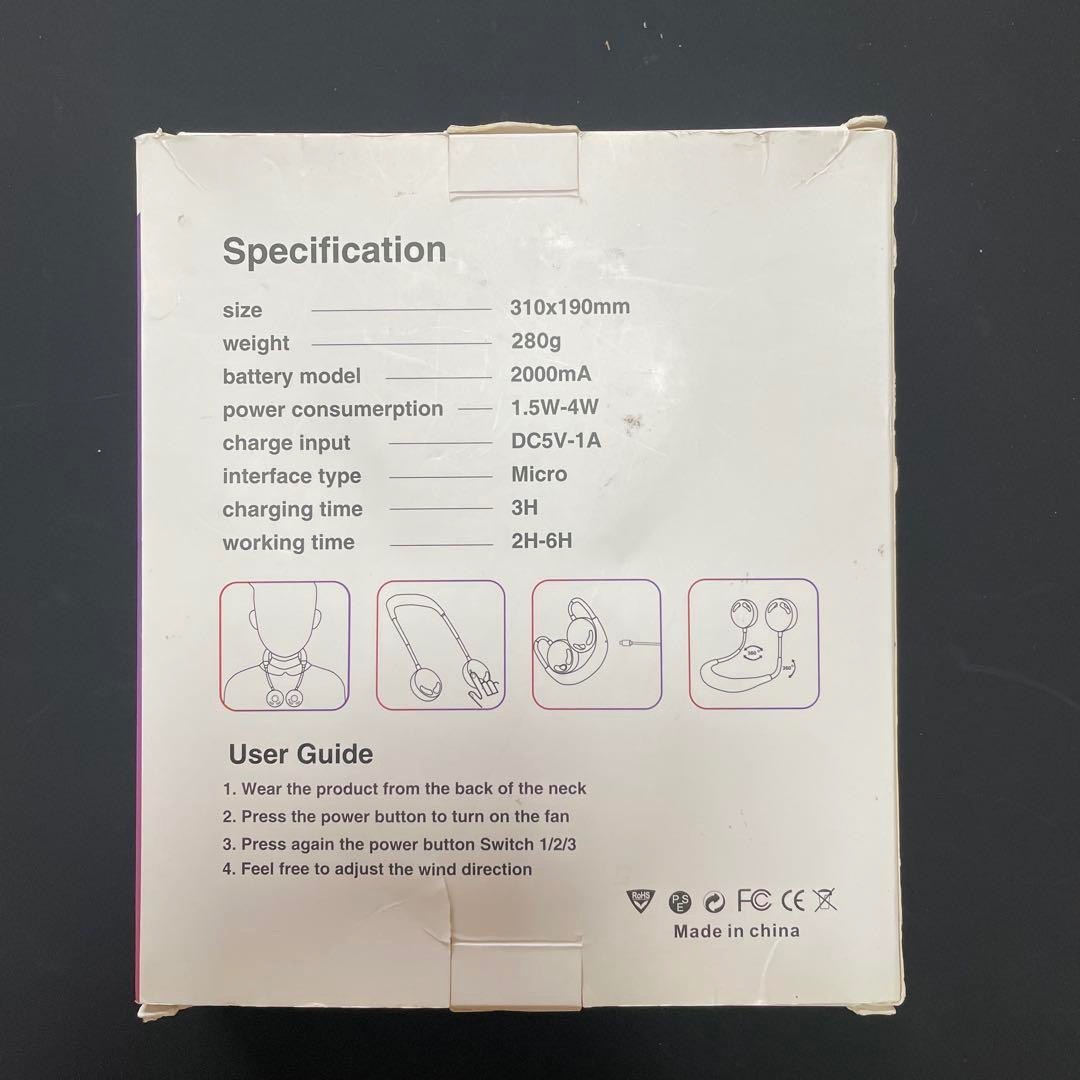 Specification
size 310x190mm
weight 280g
battery model 2000mA
power consumerption 1.5W-4W
charge input DC5V-1A
interface type Micro
charging time 3H
working time 2H-6H
360°
360°
User Guide
1. Wear the product from the back of the neck
2. Press the power button to turn on the fan
3. Press again the power button Switch 1/2/3
4. Feel free to adjust the wind direction
RoHS PSE FC CE
Made in china